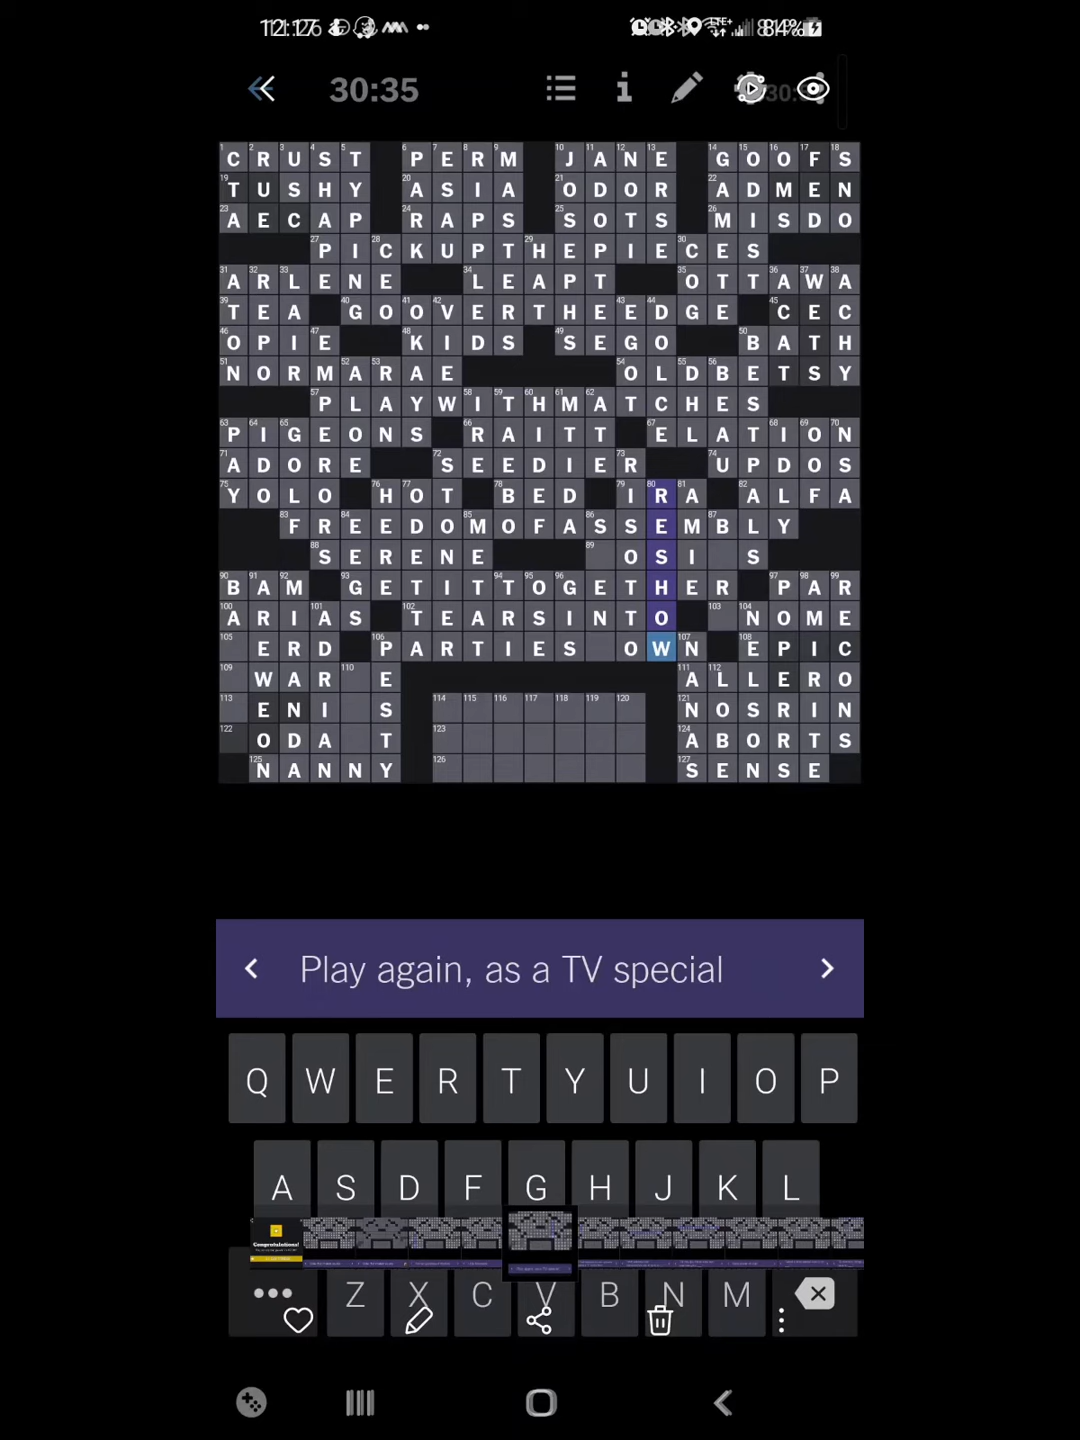 30:35
CRUST PERM JANE GOOFS
TUSHY ASIA ODOR ADMEN
AECAP RAPS SOTS MISDO
PICKUPTHEPIECES
ARLENE LEAPT OTTAWA
TEA GOOVERTHEEDGE CEC
OPIE KIDS SEGO BATH
NORMARAE OLDBETSY
PLAYWITHMATCHES
PIGEONS RAITT ELATION
ADORE SEEDIER UPDOS
YOLO HOT BED IRA ALFA
FREEDOMOFASSEMBLY
SERENE OSI S
BAM GETITTOGETHER PAR
ARIAS TEARSINTO NOME
ERD PARTIES OWN EPIC
WAR E ALLERO
ENI S NOSRIN
ODA T ABORTS
NANNY SENSE
Play again, as a TV special
Q W E R T Y U I O P
A S D F G H J K L
Congratulations!
Z X C V B N M